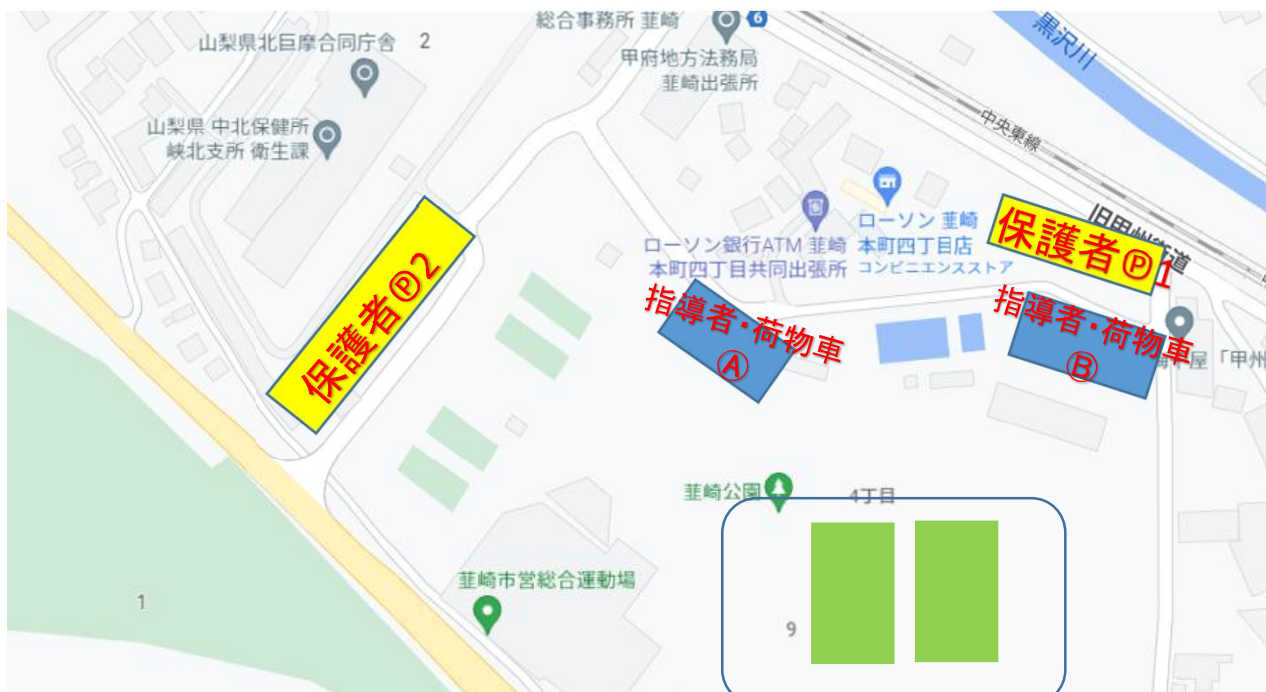 総合事務所 韮崎
6
黒沢川
山梨県北巨摩合同庁舎 2
甲府地方法務局
韮崎出張所
山梨県 中北保健所
峡北支所 衛生課
中央東線
ローソン 韮崎
本町四丁目店
コンビニエンスストア
ローソン銀行ATM 韮崎
本町四丁目共同出張所
旧甲州街道
保護者Ⓟ1
保護者Ⓟ2
指導者・荷物車
Ⓐ
指導者・荷物車
Ⓑ
屋「甲州
韮崎公園
4丁目
韮崎市営総合運動場
1
9